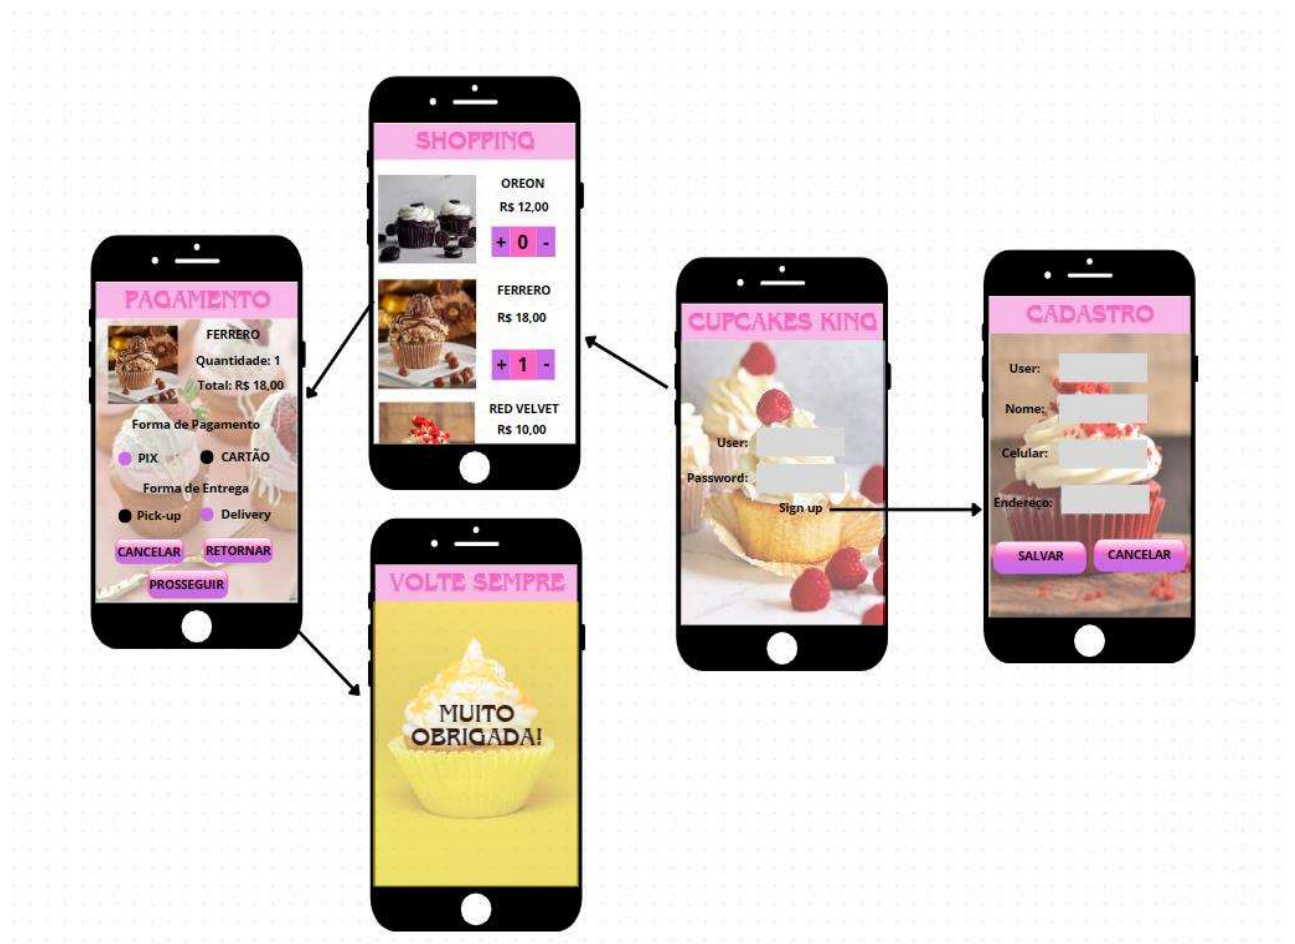 SHOPPING
OREON
R$ 12,00
+ 0 -
FERRERO
R$ 18,00
+ 1 -
RED VELVET
R$ 10,00
PAGAMENTO
FERRERO
Quantidade: 1
Total: R$ 18,00
Forma de Pagamento
PIX CARTÃO
Forma de Entrega
Pick-up Delivery
CANCELAR RETORNAR
PROSSEGUIR
CUPCAKES KING
User:
Password:
Sign up
CADASTRO
User:
Nome:
Celular:
Endereço:
SALVAR CANCELAR
VOLTE SEMPRE
MUITO
OBRIGADA!